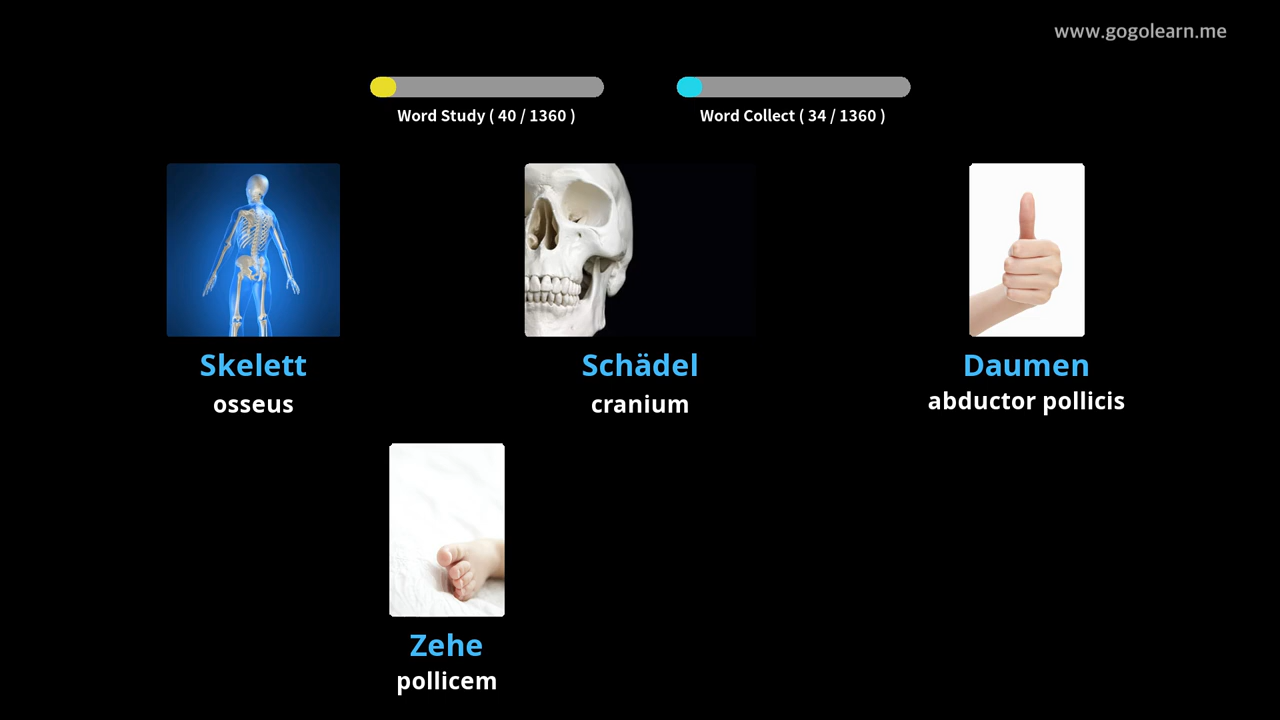 www.gogolearn.me
Word Study ( 40 / 1360 )
Word Collect ( 34 / 1360 )
Skelett
osseus
Schädel
cranium
Daumen
abductor pollicis
Zehe
pollicem